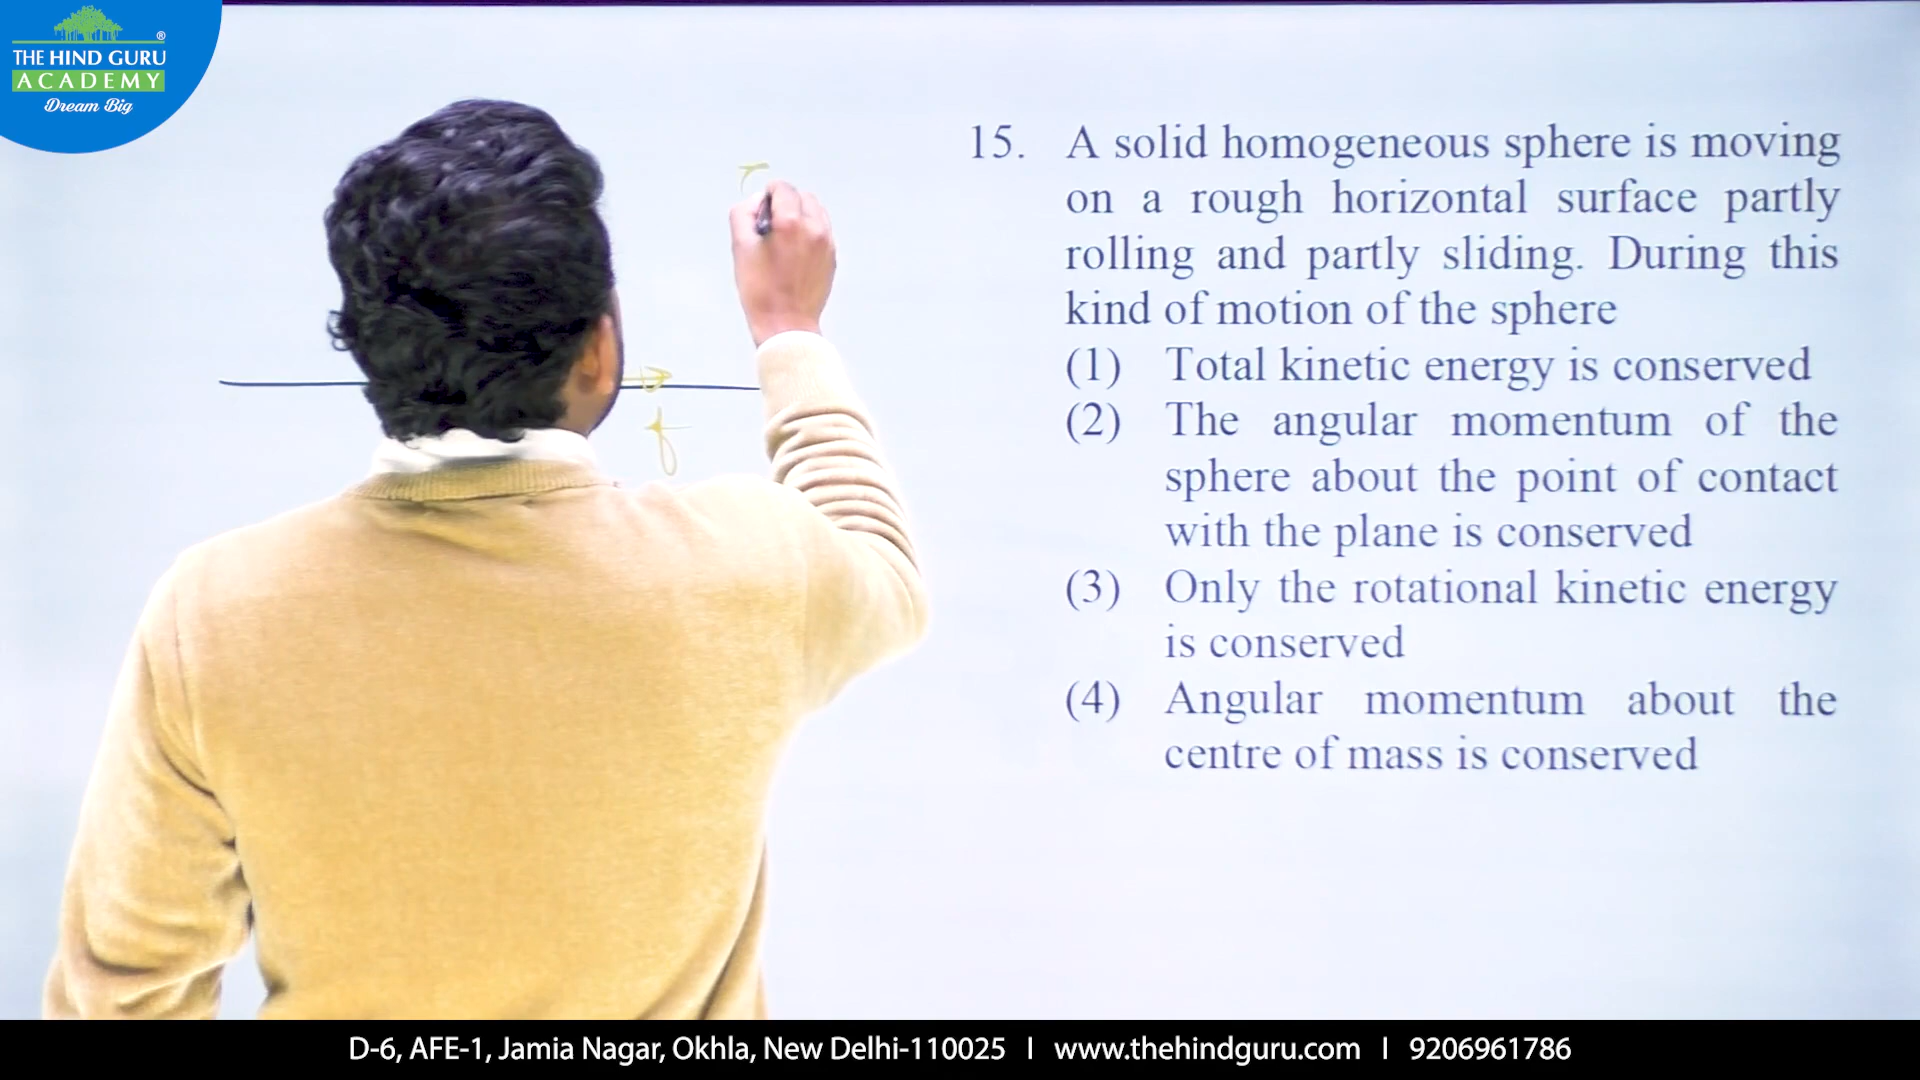 THE HIND GURU
ACADEMY
Dream Big
15. A solid homogeneous sphere is moving
on a rough horizontal surface partly
rolling and partly sliding. During this
kind of motion of the sphere
(1) Total kinetic energy is conserved
(2) The angular momentum of the
sphere about the point of contact
with the plane is conserved
(3) Only the rotational kinetic energy
is conserved
(4) Angular momentum about the
centre of mass is conserved
f
D-6, AFE-1, Jamia Nagar, Okhla, New Delhi-110025 | www.thehindguru.com | 9206961786